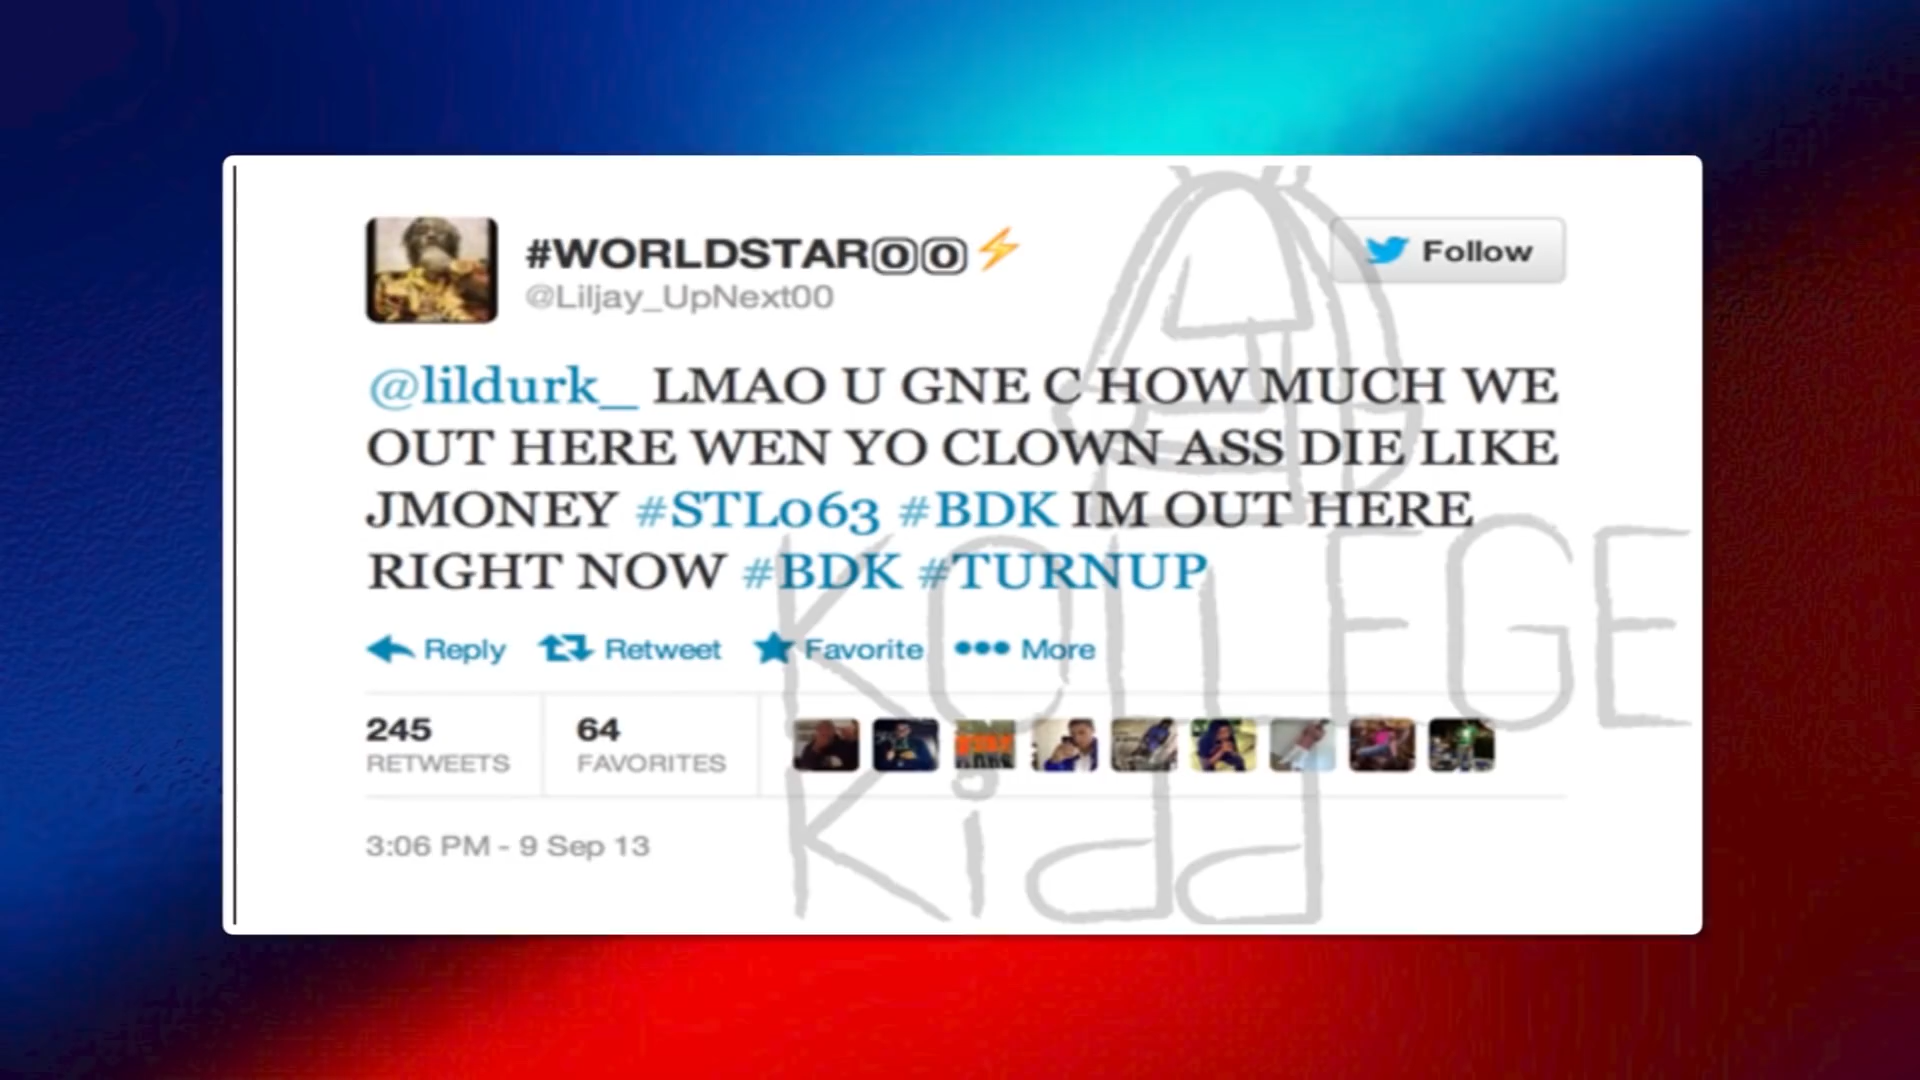 #WORLDSTAR00⚡
@Liljay_UpNext00
Follow
@lildurk_ LMAO U GNE C HOW MUCH WE
OUT HERE WEN YO CLOWN ASS DIE LIKE
JMONEY #STL063 #BDK IM OUT HERE
RIGHT NOW #BDK #TURNUP
Reply Retweet Favorite More
245 64
RETWEETS FAVORITES
3:06 PM - 9 Sep 13
KOLLEGE
Kidd